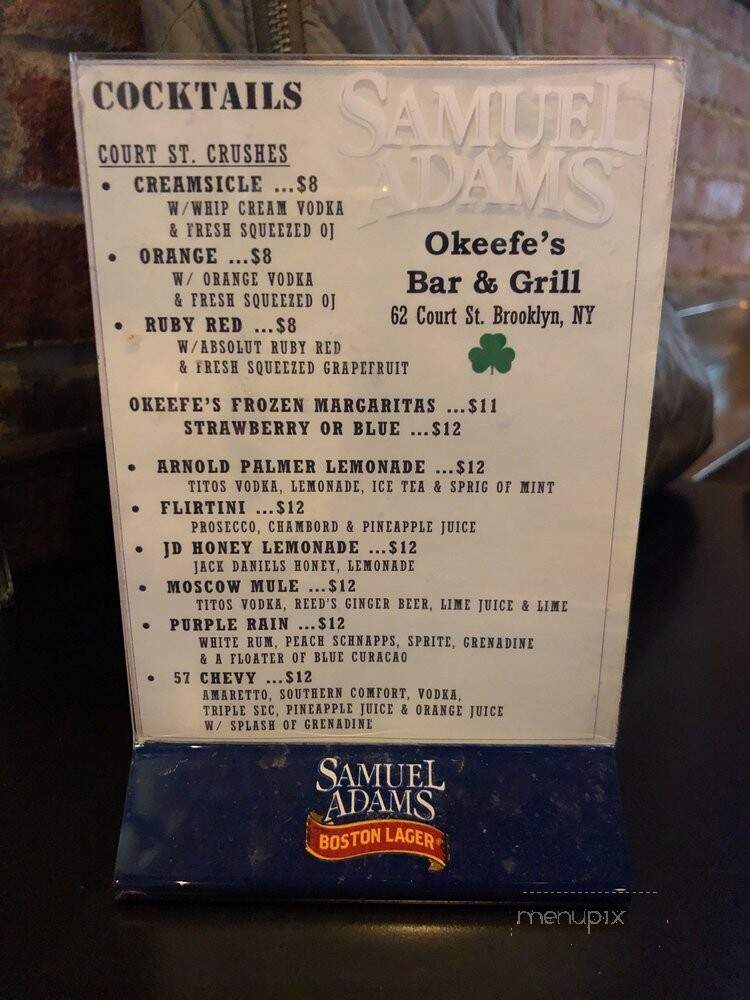 COCKTAILS
SAMUEL
ADAMS
COURT ST. CRUSHES
• CREAMSICLE ...$8
W/WHIP CREAM VODKA
& FRESH SQUEEZED OJ
• ORANGE ...$8
W/ ORANGE VODKA
& FRESH SQUEEZED OJ
• RUBY RED ...$8
W/ABSOLUT RUBY RED
& FRESH SQUEEZED GRAPEFRUIT
Okeefe's
Bar & Grill
62 Court St. Brooklyn, NY
OKEEFE'S FROZEN MARGARITAS ...$11
STRAWBERRY OR BLUE ...$12
• ARNOLD PALMER LEMONADE ...$12
TITOS VODKA, LEMONADE, ICE TEA & SPRIG OF MINT
• FLIRTINI ...$12
PROSECCO, CHAMBORD & PINEAPPLE JUICE
• JD HONEY LEMONADE ...$12
JACK DANIELS HONEY, LEMONADE
• MOSCOW MULE ...$12
TITOS VODKA, REED'S GINGER BEER, LIME JUICE & LIME
• PURPLE RAIN ...$12
WHITE RUM, PEACH SCHNAPPS, SPRITE, GRENADINE
& A FLOATER OF BLUE CURACAO
• 57 CHEVY ...$12
AMARETTO, SOUTHERN COMFORT, VODKA,
TRIPLE SEC, PINEAPPLE JUICE & ORANGE JUICE
W/ SPLASH OF GRENADINE
SAMUEL
ADAMS
BOSTON LAGER
menupix